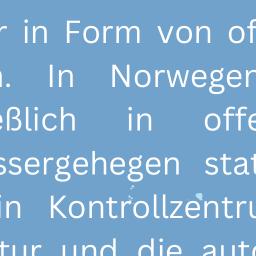 r in Form von of
n. In Norwegen
eßlich in offe
ssergehegen stat
in Kontrollzentru
tur und die auto